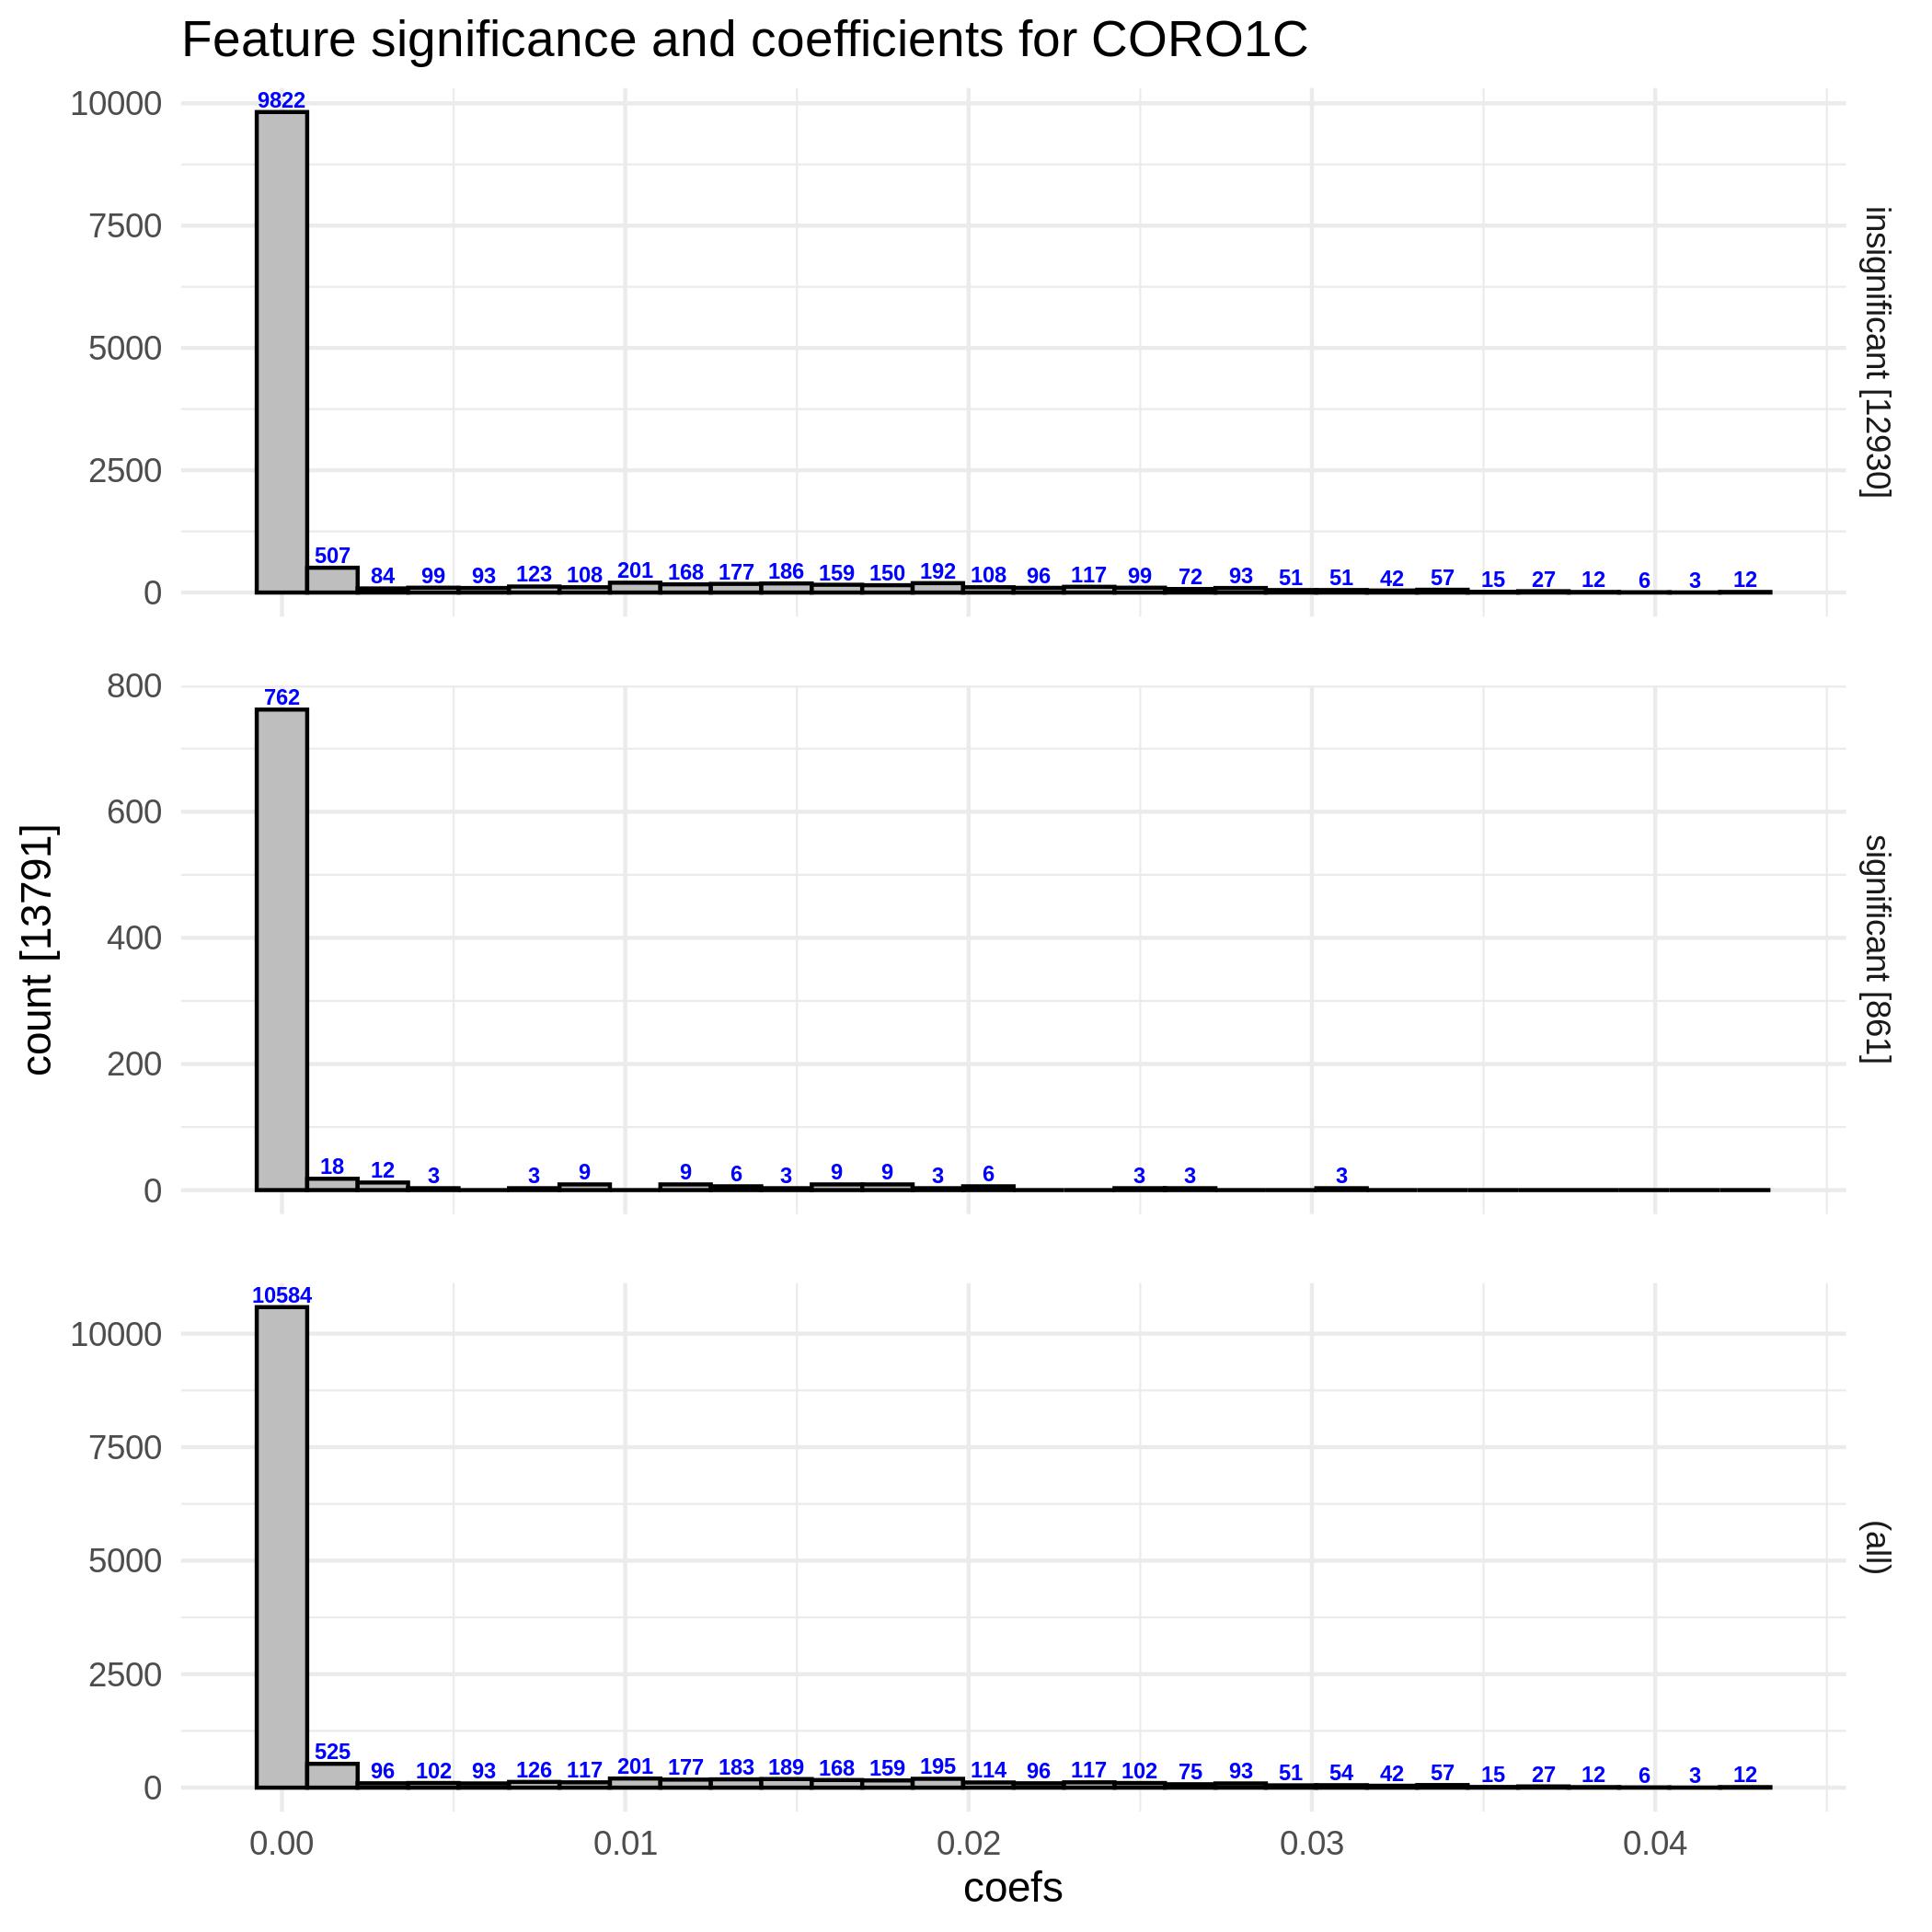 Feature significance and coefficients for CORO1C
10000
7500
5000
2500
0
9822
507 84 99 93 123 108 201 168 177 186 159 150 192 108 96 117 99 72 93 51 51 42 57 15 27 12 6 3 12
insignificant [12930]
count [13791]
800
600
400
200
0
762
18 12 3 3 9 9 6 3 9 9 3 6 3 3 3
significant [861]
10000
7500
5000
2500
0
10584
525 96 102 93 126 117 201 177 183 189 168 159 195 114 96 117 102 75 93 51 54 42 57 15 27 12 6 3 12
(all)
0.00 0.01 0.02 0.03 0.04
coefs